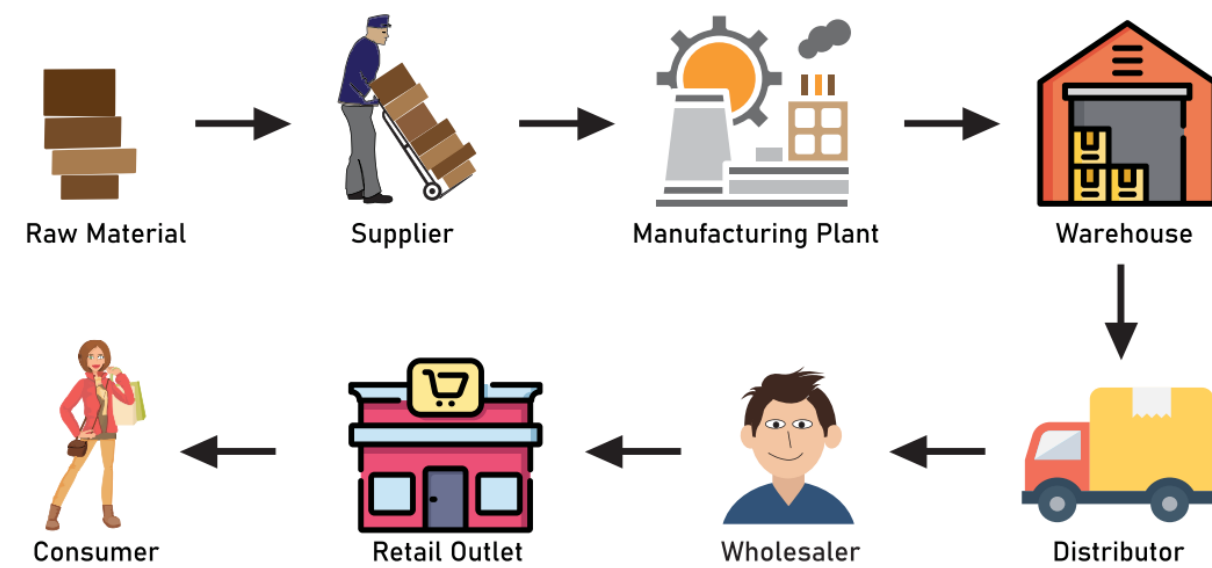 Raw Material
Supplier
Manufacturing Plant
Warehouse
Distributor
Wholesaler
Retail Outlet
Consumer